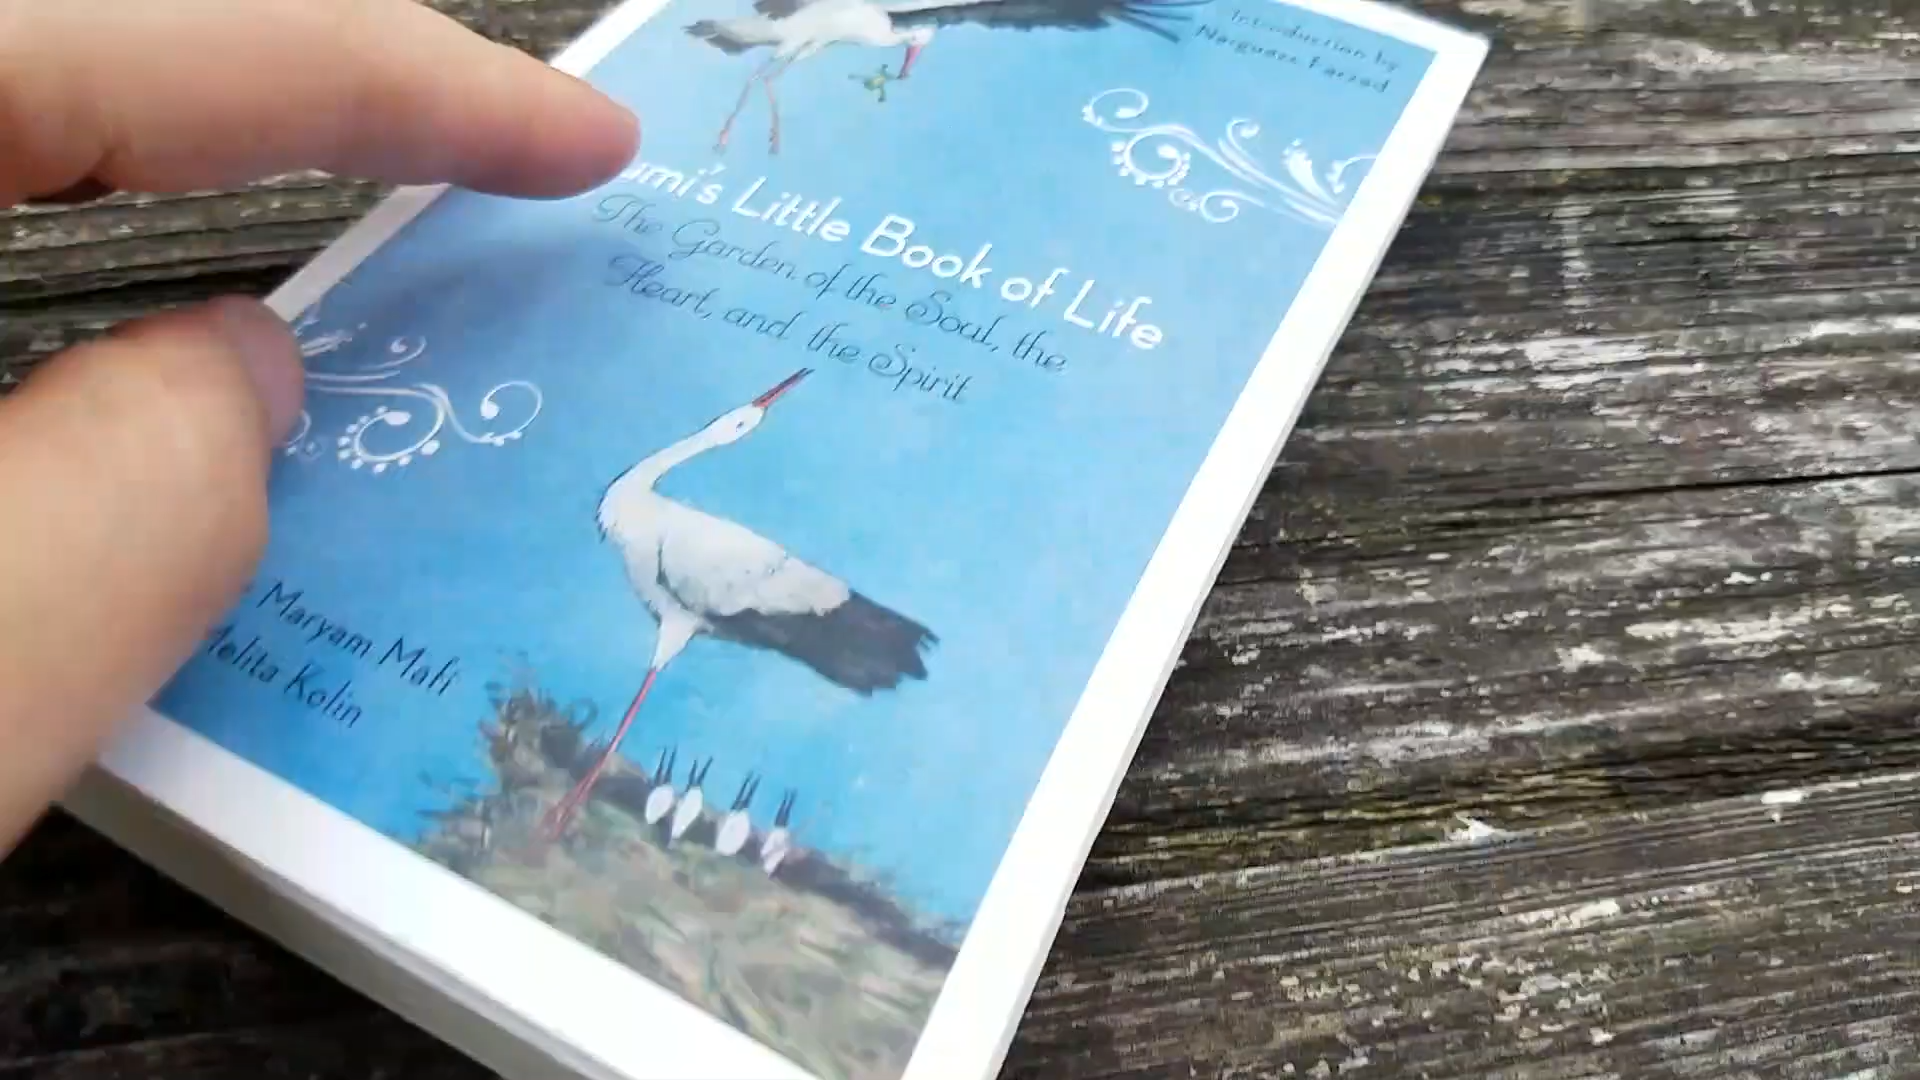 Introduction by
Narguess Farzad
umi's Little Book of Life
The Garden of the Soul, the
Heart, and the Spirit
Maryam Mafi
Melita Kolin